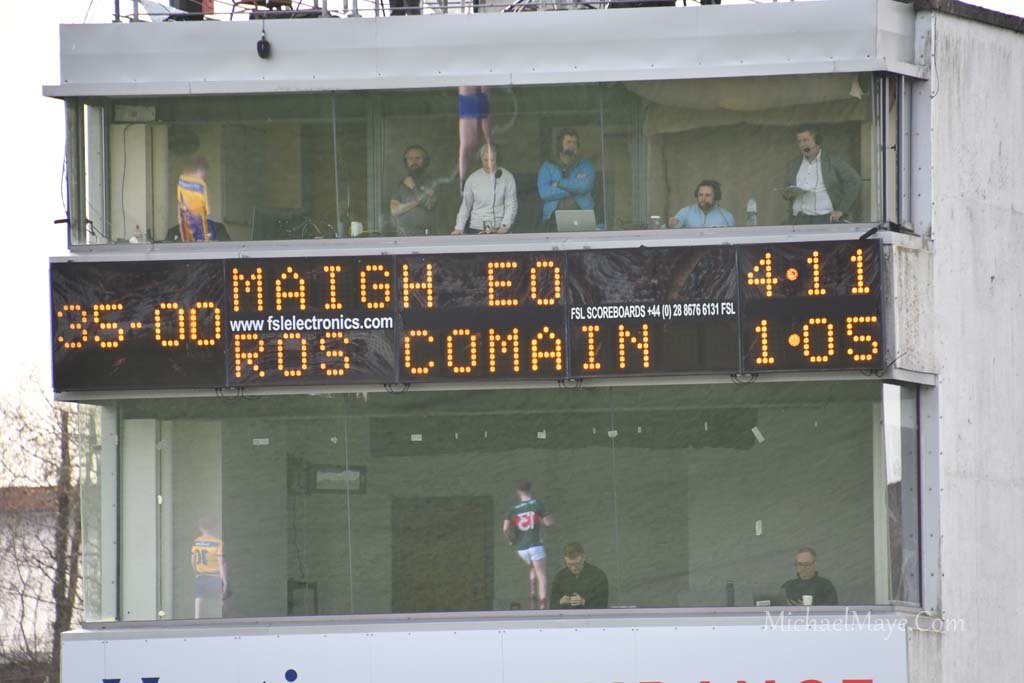 35-00
MAIGH EO 4·11
www.fslelectronics.com
FSL SCOREBOARDS +44 (0) 28 8676 6131 FSL
ROS COMAIN 1·05
MichaelMaye.Com